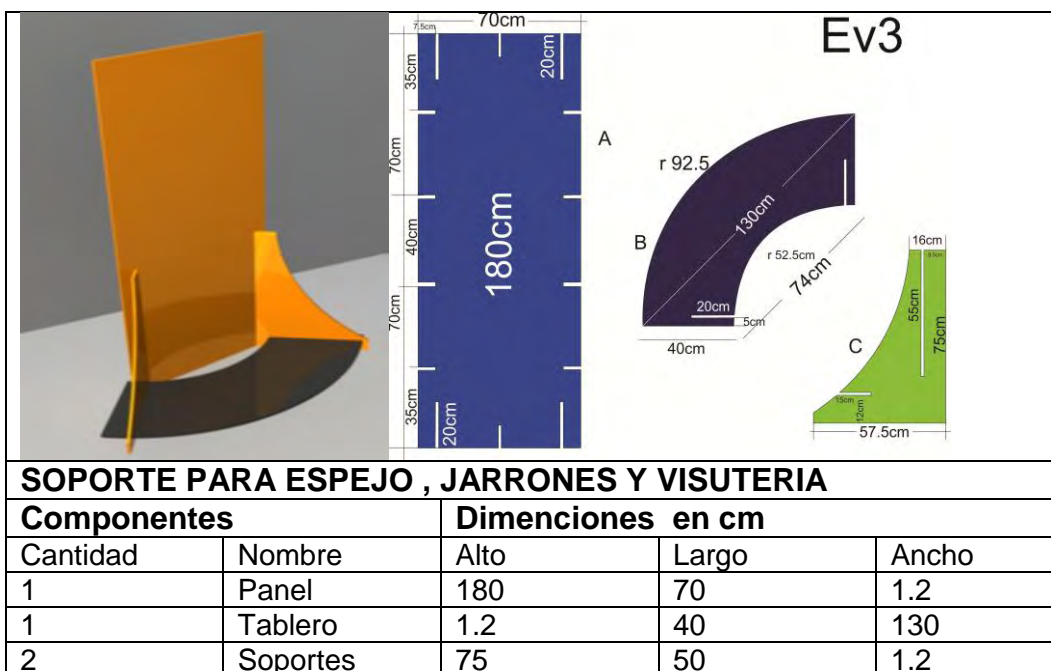 70cm
7.5cm
35cm
20cm
70cm
40cm
180cm
70cm
35cm
20cm
A
Ev3
r 92.5
130cm
B
r 52.5cm
74cm
20cm
5cm
40cm
16cm
55cm
75cm
C
15cm
12cm
57.5cm
SOPORTE PARA ESPEJO , JARRONES Y VISUTERIA
Componentes Dimenciones en cm
Cantidad Nombre Alto Largo Ancho
1 Panel 180 70 1.2
1 Tablero 1.2 40 130
2 Soportes 75 50 1.2